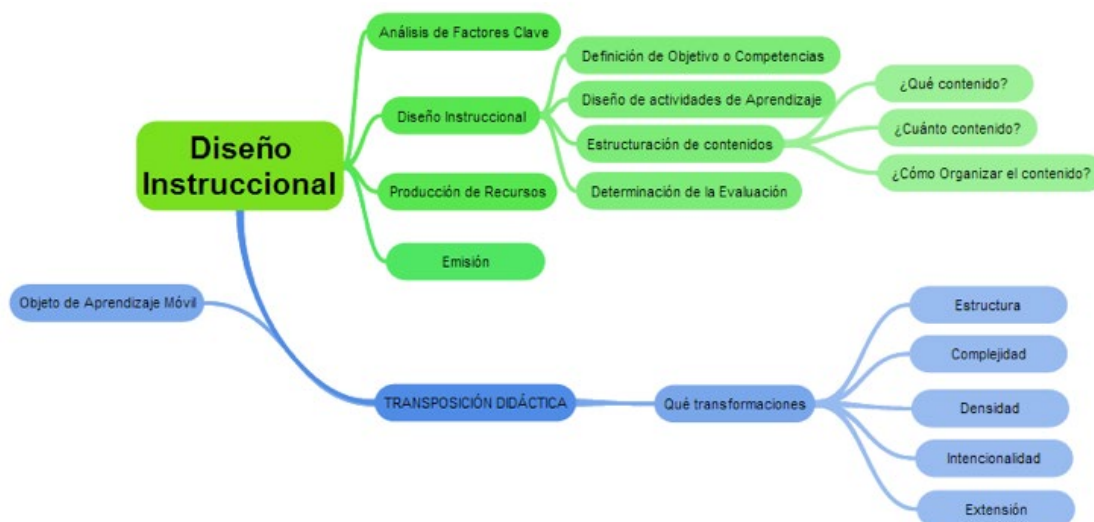 Diseño
Instruccional
Análisis de Factores Clave
Diseño Instruccional
Definición de Objetivo o Competencias
Diseño de actividades de Aprendizaje
Estructuración de contenidos
¿Qué contenido?
¿Cuánto contenido?
¿Cómo Organizar el contenido?
Determinación de la Evaluación
Producción de Recursos
Emisión
Objeto de Aprendizaje Móvil
TRANSPOSICIÓN DIDÁCTICA
Qué transformaciones
Estructura
Complejidad
Densidad
Intencionalidad
Extensión